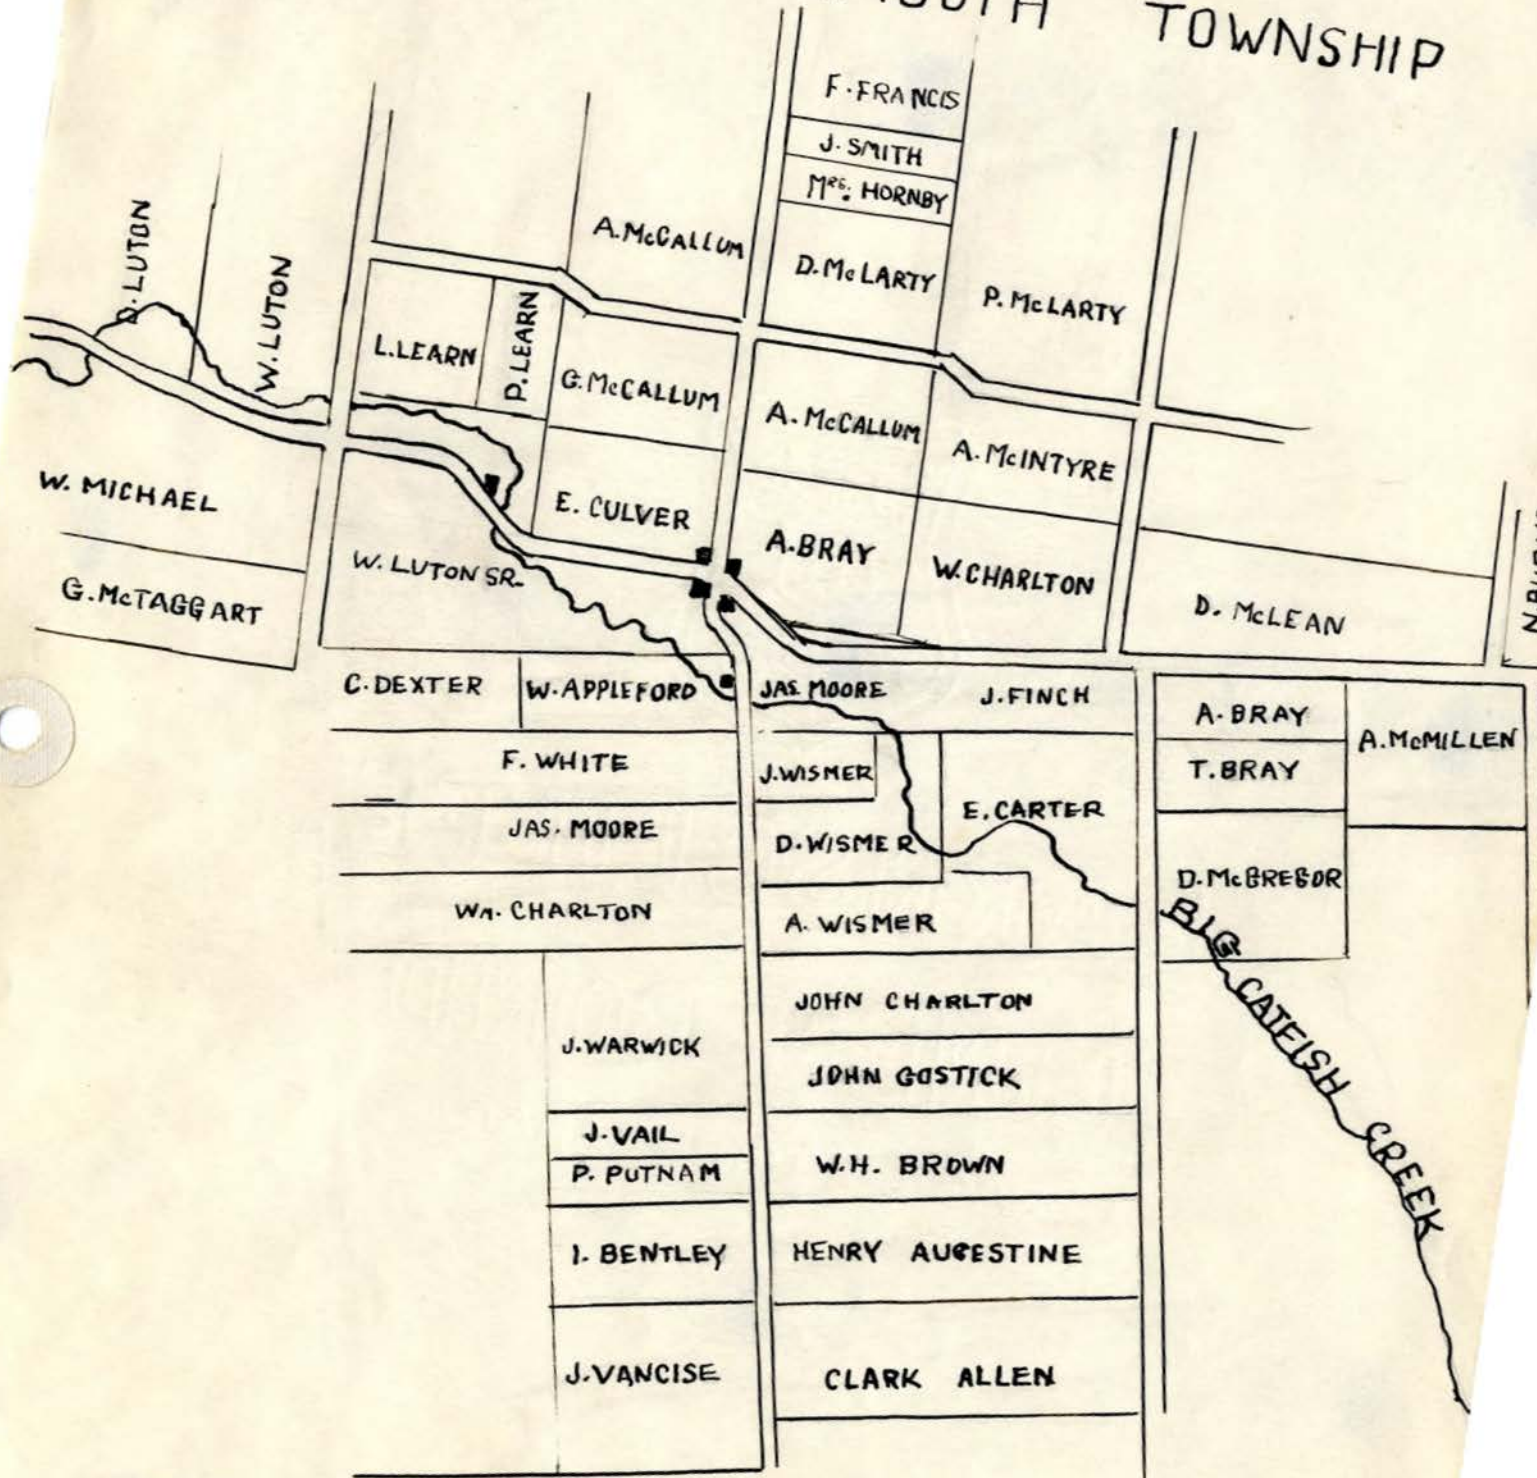 TOWNSHIP
F. FRANCIS
J. SMITH
Mrs. HORNBY
D. McLARTY
P. McLARTY
A. McCALLUM
D. LUTON
W. LUTON
L. LEARN
P. LEARN
G. McCALLUM
A. McCALLUM
A. McINTYRE
W. MICHAEL
G. McTAGGART
W. LUTON SR.
E. CULVER
A. BRAY
W. CHARLTON
D. McLEAN
C. DEXTER
W. APPLEFORD
JAS. MOORE
J. FINCH
A. BRAY
A. McMILLEN
F. WHITE
J. WISMER
E. CARTER
T. BRAY
JAS. MOORE
D. WISMER
D. McGREGOR
Wm. CHARLTON
A. WISMER
BIG CATFISH CREEK
JOHN CHARLTON
J. WARWICK
JOHN GOSTICK
J. VAIL
P. PUTNAM
W.H. BROWN
I. BENTLEY
HENRY AUGESTINE
J. VANCISE
CLARK ALLEN